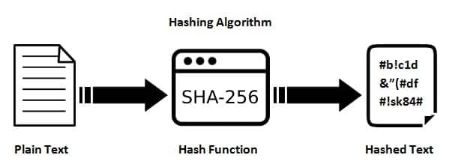 Hashing Algorithm
SHA-256
#b!c1d
&"(#df
#!sk84#
Plain Text
Hash Function
Hashed Text